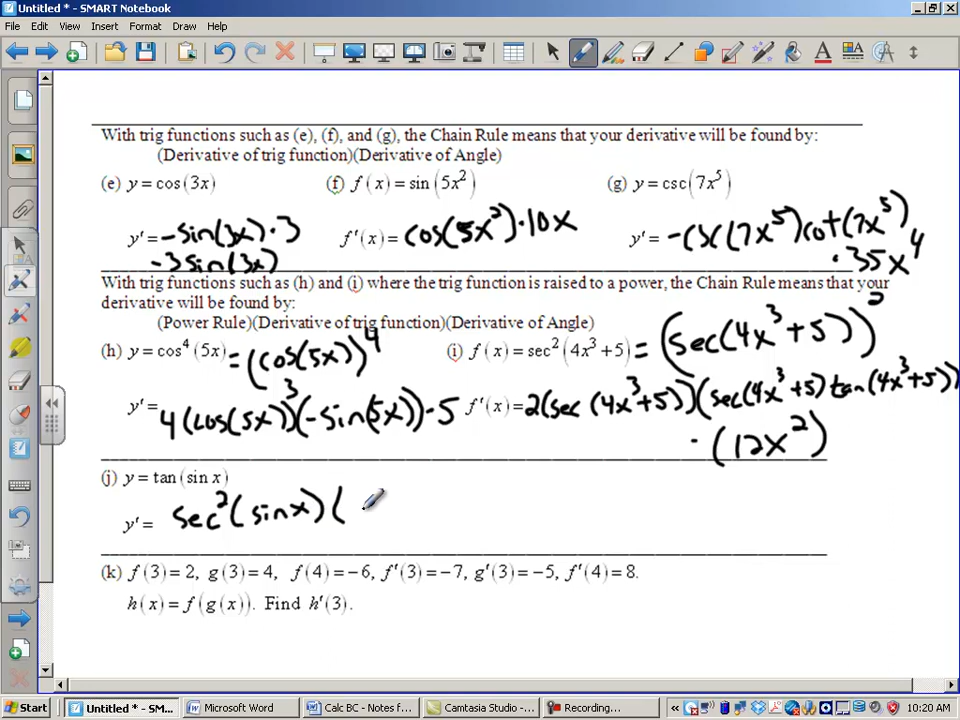 Untitled * - SMART Notebook
File Edit View Insert Format Draw Help
With trig functions such as (e), (f), and (g), the Chain Rule means that your derivative will be found by:
(Derivative of trig function)(Derivative of Angle)
(e) y = cos(3x) (f) f(x) = sin(5x²) (g) y = csc(7x⁵)
y' = -sin(3x)·3 f'(x) = cos(5x²)·10x y' = -csc(7x⁵)cot(7x⁵)
-3sin(3x) ·35x⁴
With trig functions such as (h) and (i) where the trig function is raised to a power, the Chain Rule means that your
derivative will be found by:
(Power Rule)(Derivative of trig function)(Derivative of Angle)
(h) y = cos⁴(5x) = (cos(5x))⁴ (i) f(x) = sec²(4x³+5) = (sec(4x³+5))²
y' = 4(cos(5x))³(-sin(5x))·5 f'(x) = 2(sec(4x³+5))(sec(4x³+5)tan(4x³+5))
·(12x²)
(j) y = tan(sin x)
y' = sec²(sinx)(
(k) f(3) = 2, g(3) = 4, f(4) = -6, f'(3) = -7, g'(3) = -5, f'(4) = 8.
h(x) = f(g(x)). Find h'(3).
Start Untitled * - SM... Microsoft Word Calc BC - Notes f... Camtasia Studio -... Recording... « 10:20 AM